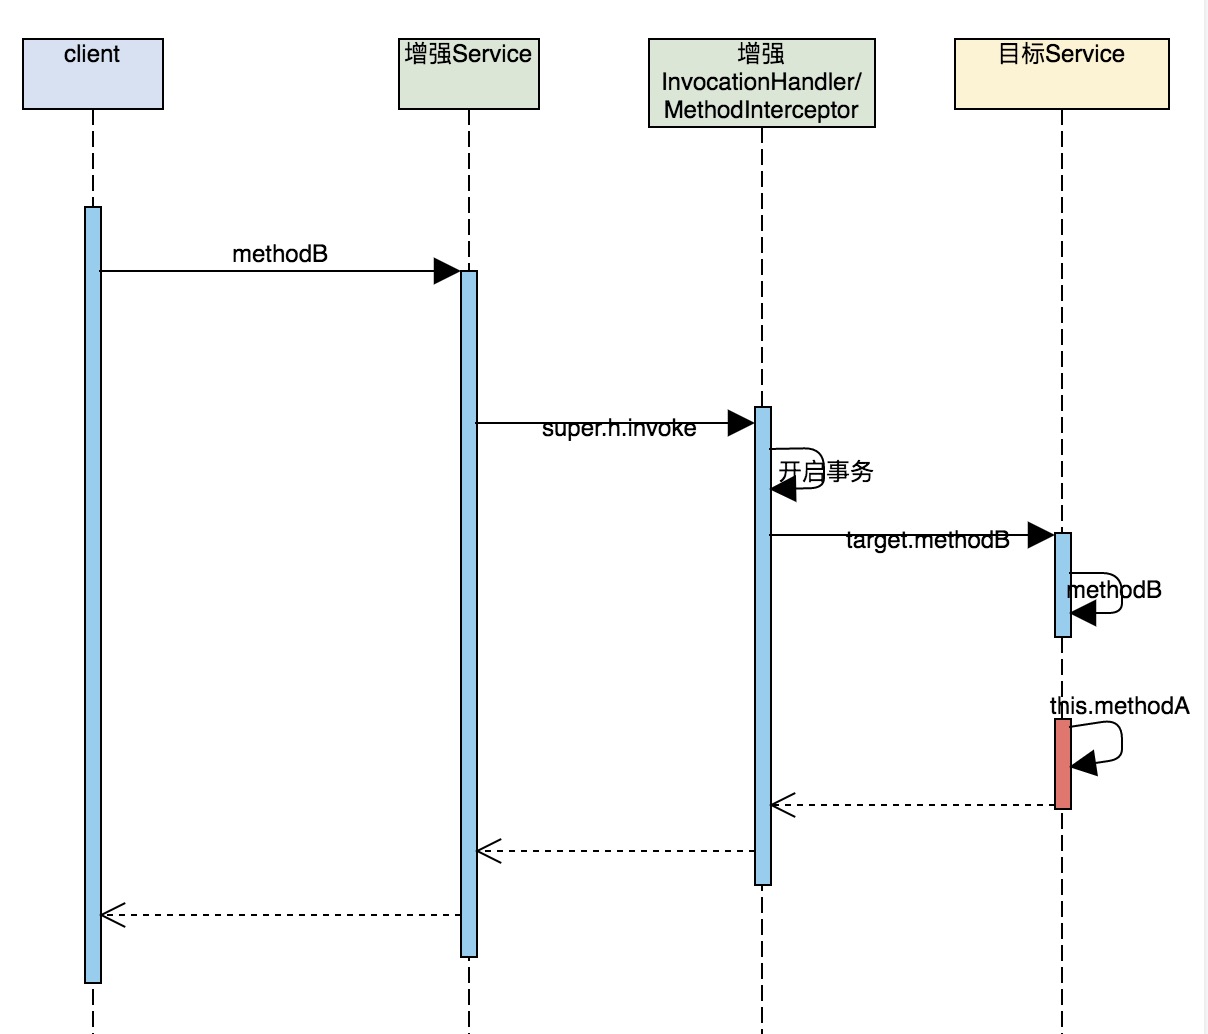 client
增强Service
增强
InvocationHandler/
MethodInterceptor
目标Service
methodB
super.h.invoke
开启事务
target.methodB
methodB
this.methodA